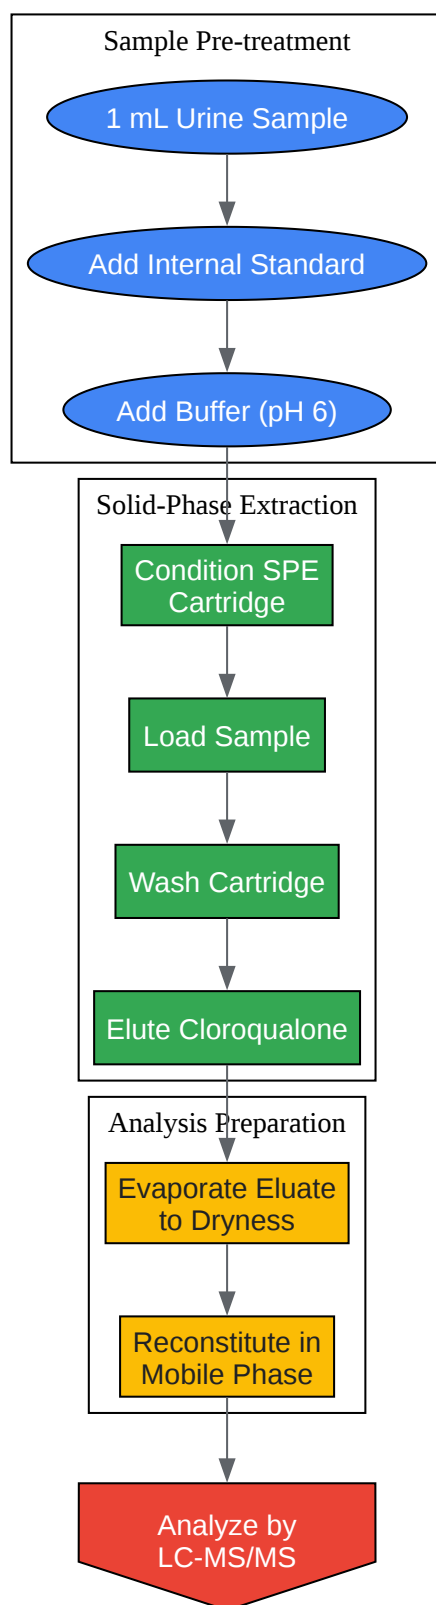 Sample Pre-treatment
1 mL Urine Sample
Add Internal Standard
Add Buffer (pH 6)
Solid-Phase Extraction
Condition SPE
Cartridge
Load Sample
Wash Cartridge
Elute Cloroqualone
Analysis Preparation
Evaporate Eluate
to Dryness
Reconstitute in
Mobile Phase
Analyze by
LC-MS/MS